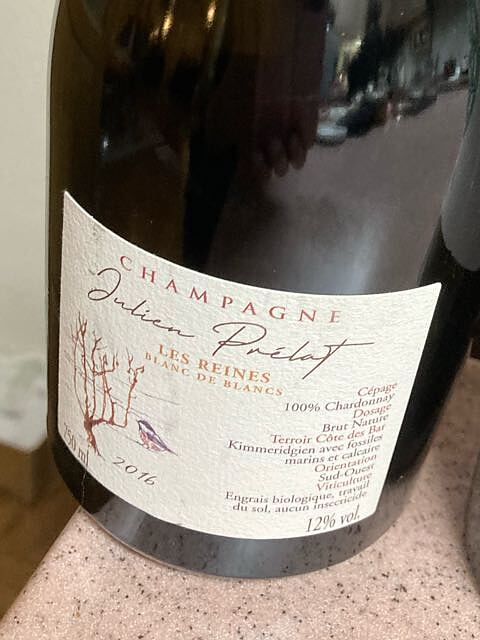 CHAMPAGNE
Julien Prélat
LES REINES
BLANC DE BLANCS
Cépage
100% Chardonnay
Dosage
Brut Nature
Terroir Côte des Bar
Kimmeridgien avec fossiles
marins et calcaire
Orientation
Sud-Ouest
Viticulture
Engrais biologique, travail
du sol, aucun insecticide
750 ml
2016
12% vol.